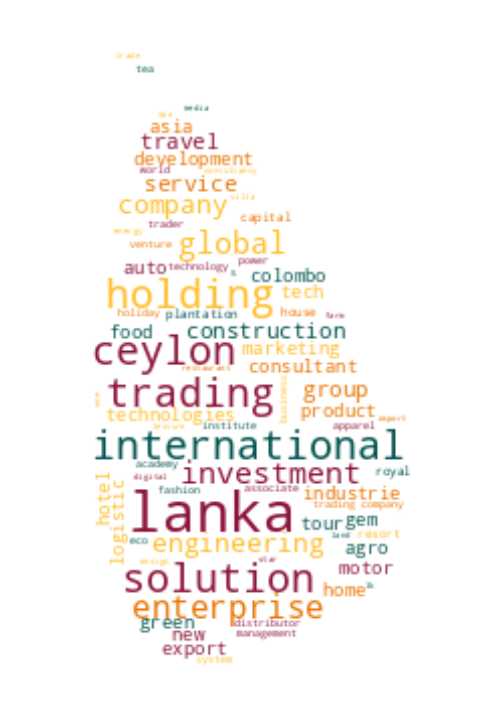 trade
tea
media
spa
asia
travel
development
world consultancy
service
villa
company
capital
trader
energy
venture global
power
auto technology
s colombo
holding tech
holiday plantation house farm
food construction
ceylon marketing
restaurant consultant
trading group
business
product
technologies import
leisure institute apparel
international
academy
digital investment royal
hotel
logistic
fashion associate industrie
lanka trading company
tour gem
land resort
eco engineering agro
design star
solution motor
home lk
enterprise
green distributor
new management
export
system